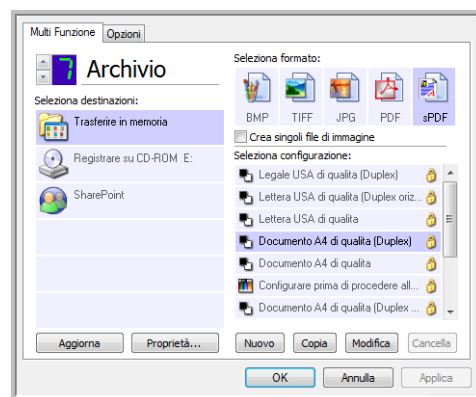 Multi Funzione
Opzioni
7 Archivio
Seleziona destinazioni:
Trasferire in memoria
Registrare su CD-ROM E:
SharePoint
Aggiorna
Proprietà...
Seleziona formato:
BMP TIFF JPG PDF sPDF
Crea singoli file di immagine
Seleziona configurazione:
Legale USA di qualita (Duplex)
Lettera USA di qualita (Duplex oriz...
Lettera USA di qualita
Documento A4 di qualita (Duplex)
Documento A4 di qualita
Configurare prima di procedere all...
Documento A4 di qualita (Duplex ...
Nuovo Copia Modifica Cancella
OK Annulla Applica